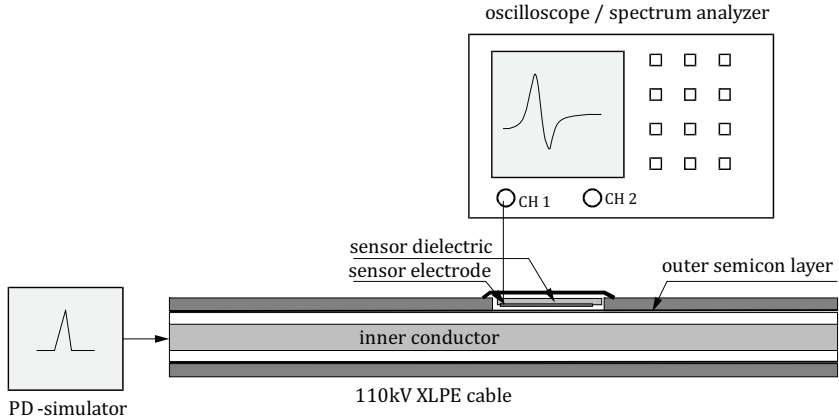 oscilloscope / spectrum analyzer
CH 1
CH 2
sensor dielectric
sensor electrode
outer semicon layer
inner conductor
110kV XLPE cable
PD -simulator